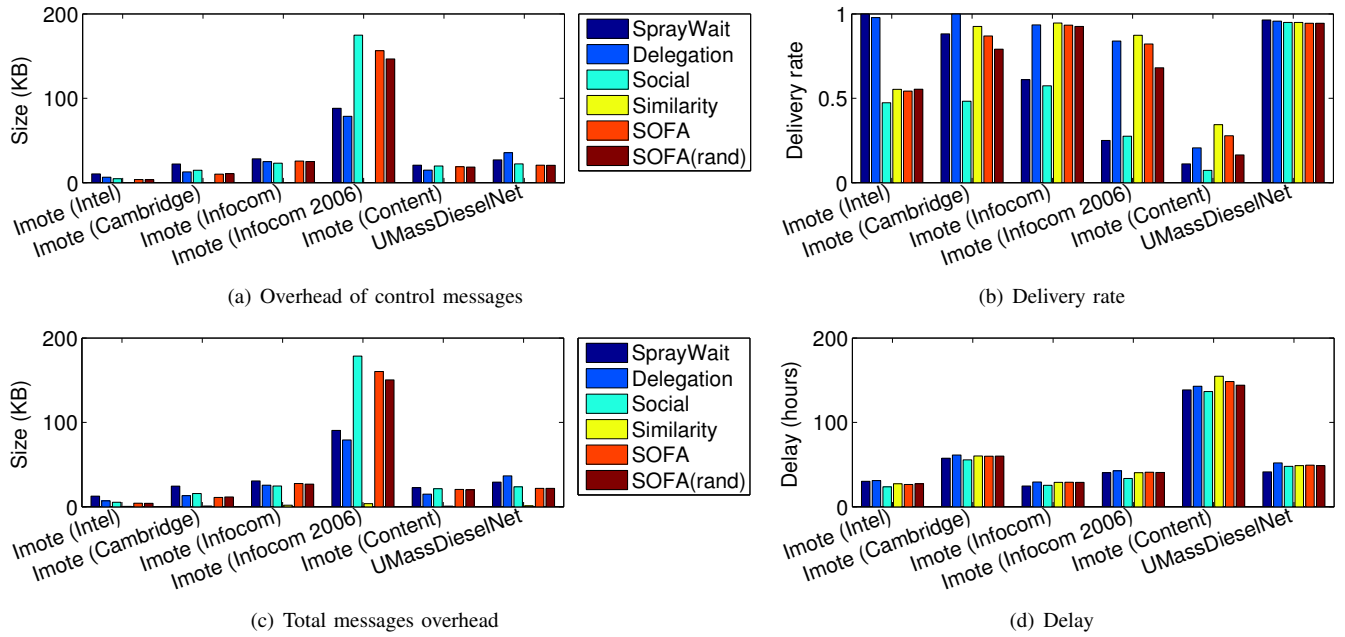 200
100
0
Size (KB)
Imote (Intel)
Imote (Cambridge)
Imote (Infocom)
Imote (Infocom 2006)
Imote (Content)
UMassDieselNet
SprayWait
Delegation
Social
Similarity
SOFA
SOFA(rand)
(a) Overhead of control messages
1
0.5
0
Delivery rate
Imote (Intel)
Imote (Cambridge)
Imote (Infocom)
Imote (Infocom 2006)
Imote (Content)
UMassDieselNet
(b) Delivery rate
200
100
0
Size (KB)
Imote (Intel)
Imote (Cambridge)
Imote (Infocom)
Imote (Infocom 2006)
Imote (Content)
UMassDieselNet
SprayWait
Delegation
Social
Similarity
SOFA
SOFA(rand)
(c) Total messages overhead
200
100
0
Delay (hours)
Imote (Intel)
Imote (Cambridge)
Imote (Infocom)
Imote (Infocom 2006)
Imote (Content)
UMassDieselNet
(d) Delay